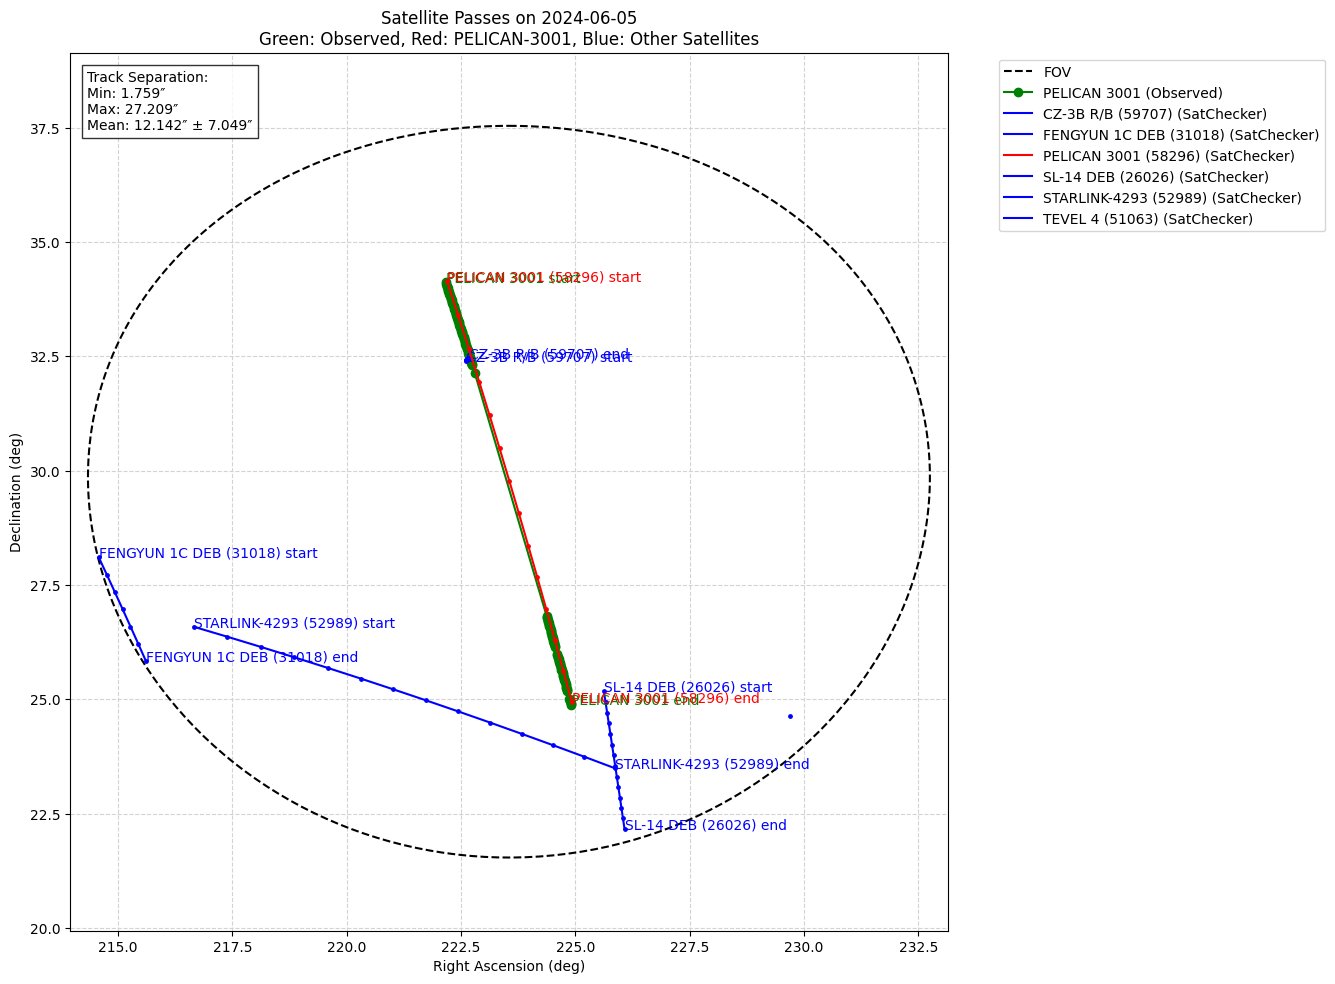 Satellite Passes on 2024-06-05
Green: Observed, Red: PELICAN-3001, Blue: Other Satellites
Track Separation:
Min: 1.759″
Max: 27.209″
Mean: 12.142″ ± 7.049″
FOV
PELICAN 3001 (Observed)
CZ-3B R/B (59707) (SatChecker)
FENGYUN 1C DEB (31018) (SatChecker)
PELICAN 3001 (58296) (SatChecker)
SL-14 DEB (26026) (SatChecker)
STARLINK-4293 (52989) (SatChecker)
TEVEL 4 (51063) (SatChecker)
37.5
35.0
32.5
30.0
27.5
25.0
22.5
20.0
Declination (deg)
PELICAN 3001 (58296) start
PELICAN 3001 start
CZ-3B R/B (59707) end
CZ-3B R/B (59707) start
FENGYUN 1C DEB (31018) start
STARLINK-4293 (52989) start
FENGYUN 1C DEB (31018) end
SL-14 DEB (26026) start
PELICAN 3001 (58296) end
PELICAN 3001 end
STARLINK-4293 (52989) end
SL-14 DEB (26026) end
215.0
217.5
220.0
222.5
225.0
227.5
230.0
232.5
Right Ascension (deg)